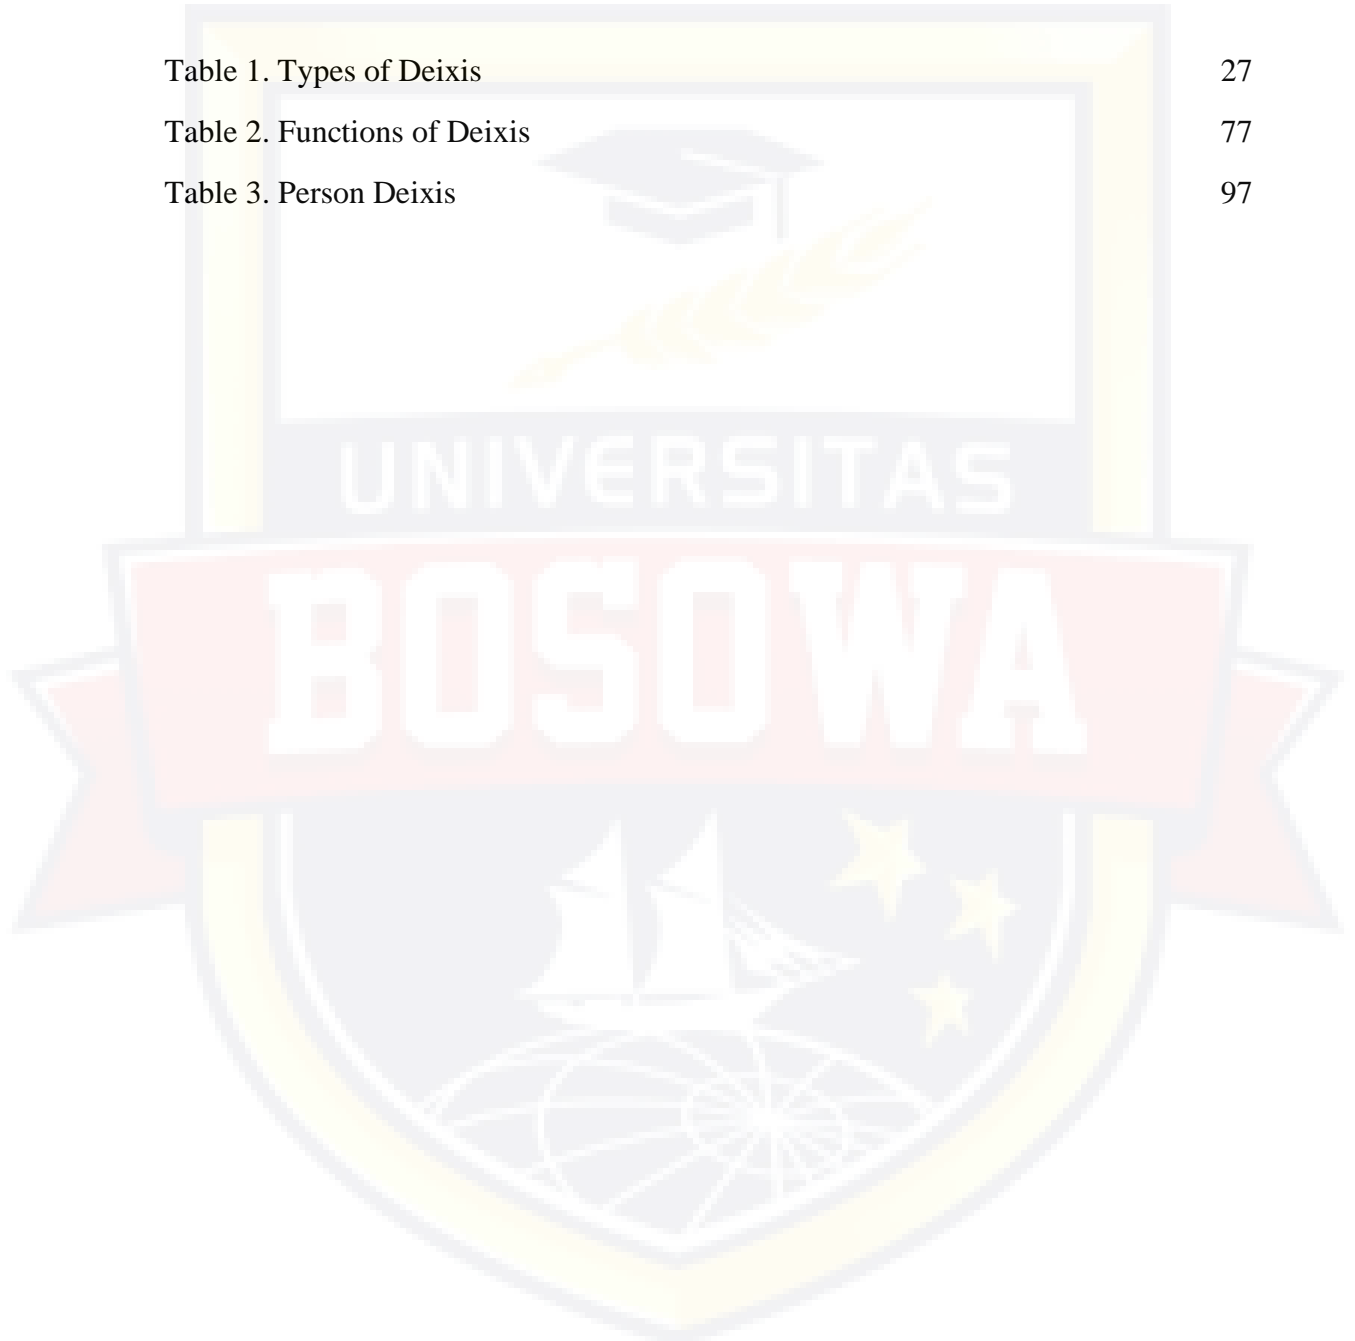 Table 1. Types of Deixis 27
Table 2. Functions of Deixis 77
Table 3. Person Deixis 97
UNIVERSITAS
BOSOWA